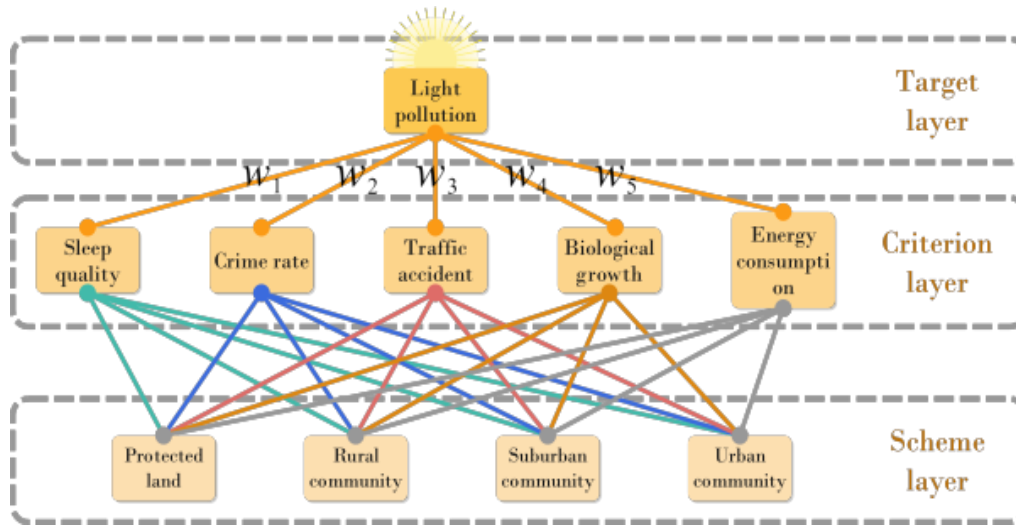 Light
pollution
Target
layer
w1
w2
w3
w4
w5
Sleep
quality
Crime rate
Traffic
accident
Biological
growth
Energy
consumpti
on
Criterion
layer
Protected
land
Rural
community
Suburban
community
Urban
community
Scheme
layer